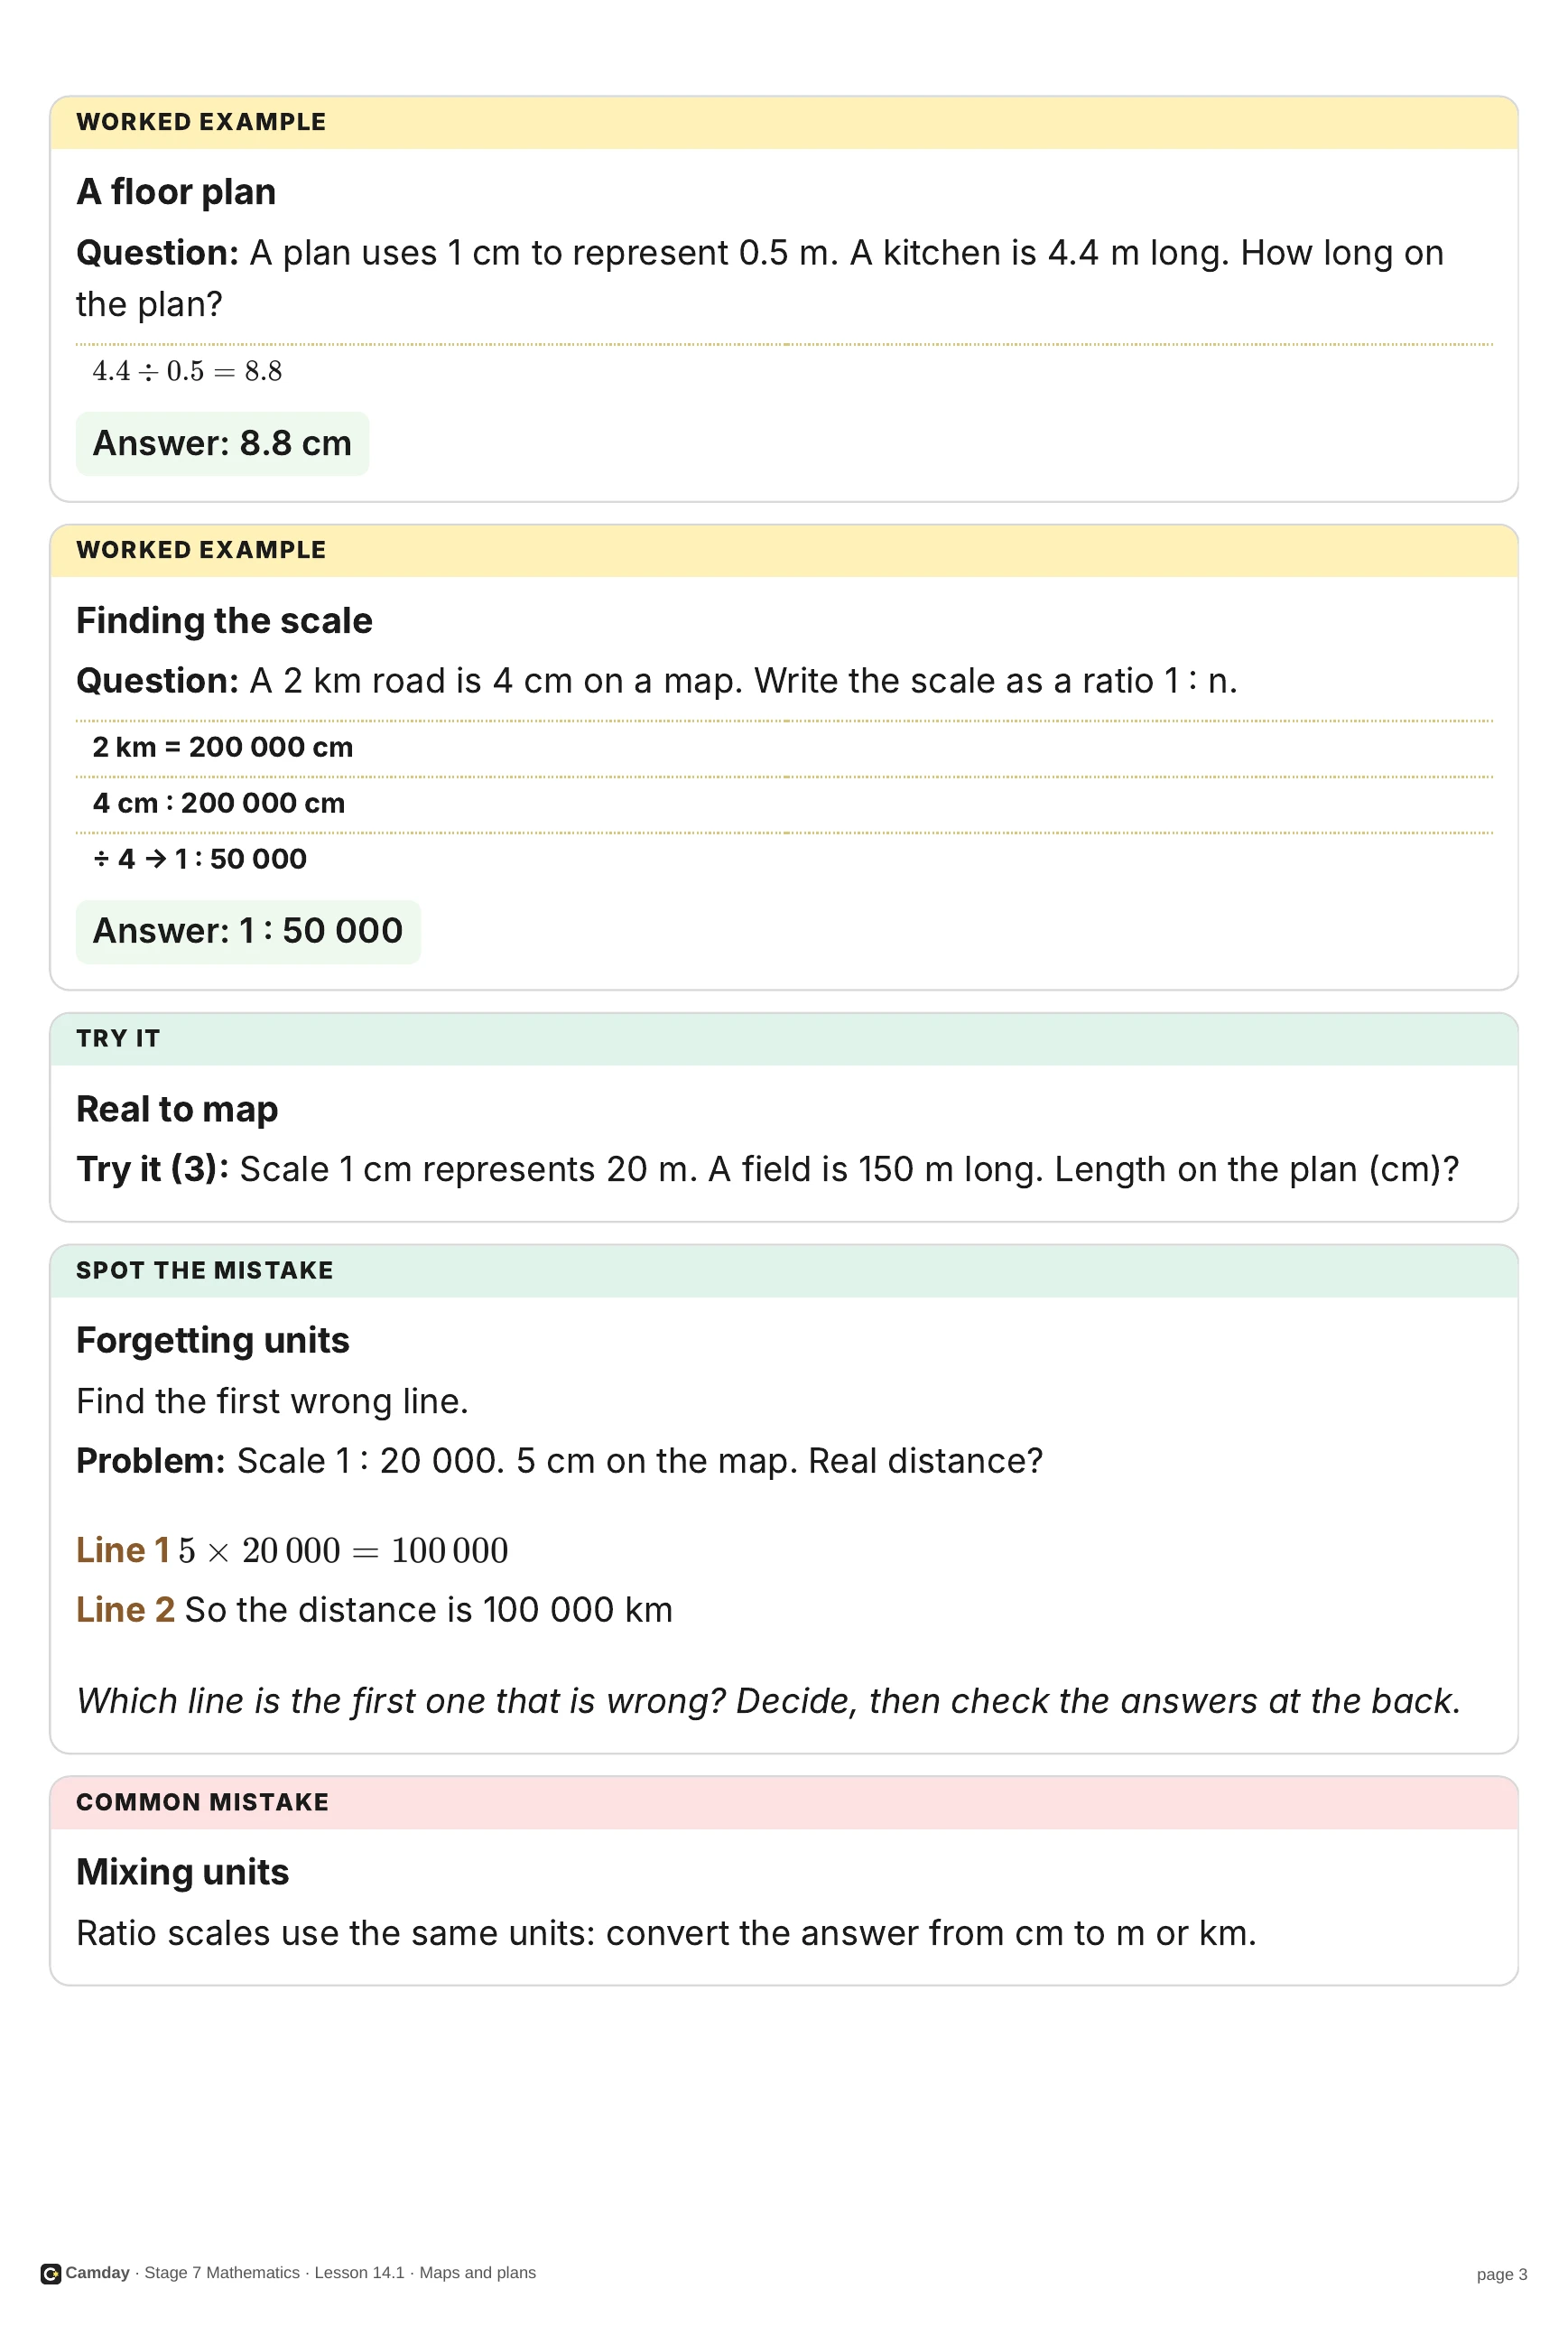 WORKED EXAMPLE
A floor plan
Question: A plan uses 1 cm to represent 0.5 m. A kitchen is 4.4 m long. How long on
the plan?
4.4 ÷ 0.5 = 8.8
Answer: 8.8 cm
WORKED EXAMPLE
Finding the scale
Question: A 2 km road is 4 cm on a map. Write the scale as a ratio 1 : n.
2 km = 200 000 cm
4 cm : 200 000 cm
÷ 4 → 1 : 50 000
Answer: 1 : 50 000
TRY IT
Real to map
Try it (3): Scale 1 cm represents 20 m. A field is 150 m long. Length on the plan (cm)?
SPOT THE MISTAKE
Forgetting units
Find the first wrong line.
Problem: Scale 1 : 20 000. 5 cm on the map. Real distance?
Line 1 5 × 20 000 = 100 000
Line 2 So the distance is 100 000 km
Which line is the first one that is wrong? Decide, then check the answers at the back.
COMMON MISTAKE
Mixing units
Ratio scales use the same units: convert the answer from cm to m or km.
Camday · Stage 7 Mathematics · Lesson 14.1 · Maps and plans
page 3